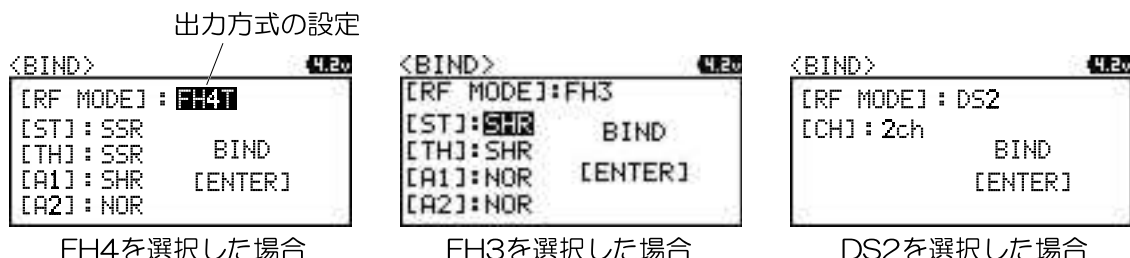 出力方式の設定
<BIND> 4.2v
[RF MODE]:FH4T
[ST]:SSR
[TH]:SSR
[A1]:SHR
[A2]:NOR
BIND
[ENTER]
FH4を選択した場合
<BIND> 4.2v
[RF MODE]:FH3
[ST]:SHR
[TH]:SHR
[A1]:NOR
[A2]:NOR
BIND
[ENTER]
FH3を選択した場合
<BIND> 4.2v
[RF MODE]:DS2
[CH]:2ch
BIND
[ENTER]
DS2を選択した場合